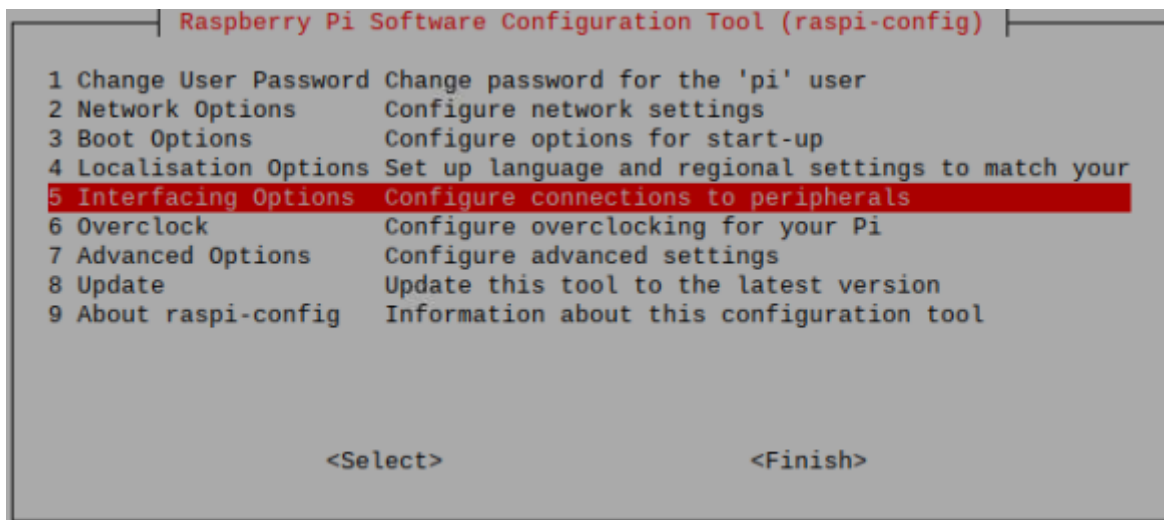 Raspberry Pi Software Configuration Tool (raspi-config)
1 Change User Password Change password for the 'pi' user
2 Network Options Configure network settings
3 Boot Options Configure options for start-up
4 Localisation Options Set up language and regional settings to match your
5 Interfacing Options Configure connections to peripherals
6 Overclock Configure overclocking for your Pi
7 Advanced Options Configure advanced settings
8 Update Update this tool to the latest version
9 About raspi-config Information about this configuration tool
<Select> <Finish>